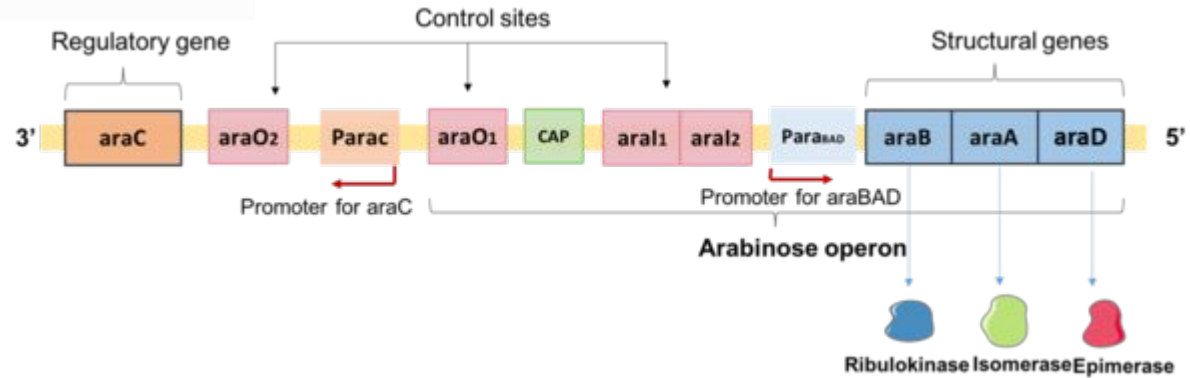 Control sites
Regulatory gene
Structural genes
3’ araC araO2 Parac araO1 CAP araI1 araI2 ParaBAD araB araA araD 5’
Promoter for araC
Promoter for araBAD
Arabinose operon
Ribulokinase Isomerase Epimerase